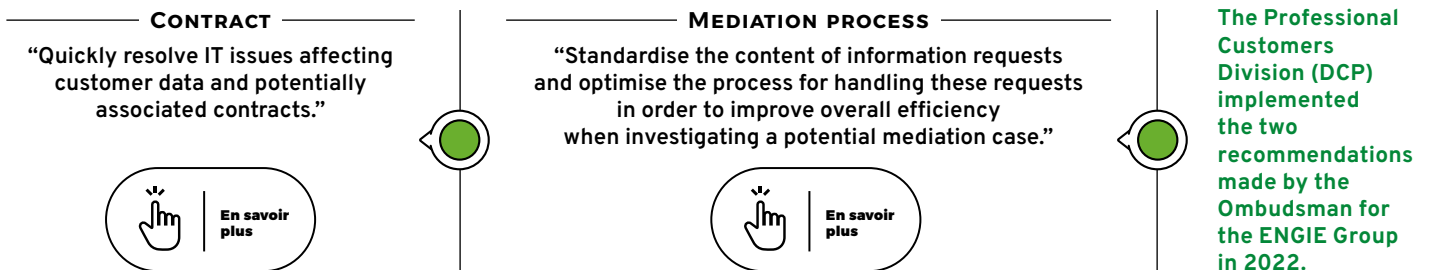 CONTRACT
“Quickly resolve IT issues affecting
customer data and potentially
associated contracts.”
En savoir
plus
MEDIATION PROCESS
“Standardise the content of information requests
and optimise the process for handling these requests
in order to improve overall efficiency
when investigating a potential mediation case.”
En savoir
plus
The Professional
Customers
Division (DCP)
implemented
the two
recommendations
made by the
Ombudsman for
the ENGIE Group
in 2022.